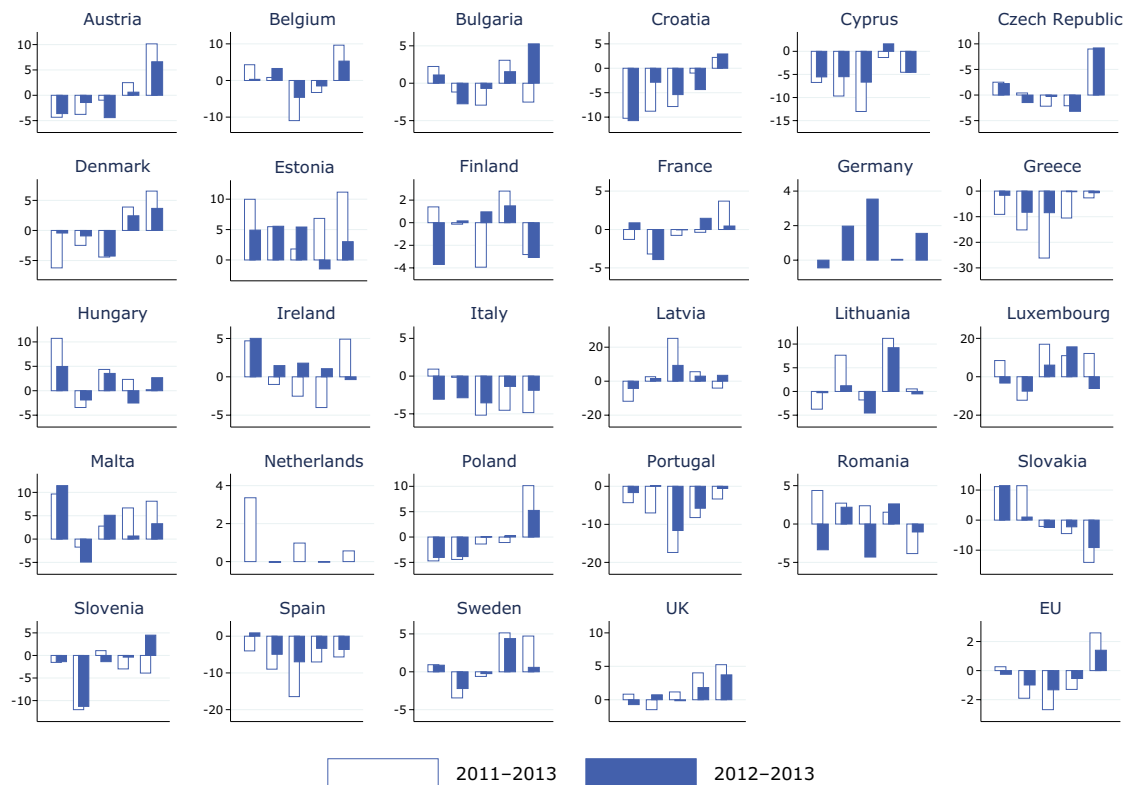 Austria Belgium Bulgaria Croatia Cyprus Czech Republic
10 5 0 -5
10 0 -10
5 0 -5
5 0 -5 -10
0 -5 -10 -15
10 5 0 -5
Denmark Estonia Finland France Germany Greece
5 0 -5
10 5 0
2 0 -2 -4
5 0 -5
4 2 0
0 -10 -20 -30
Hungary Ireland Italy Latvia Lithuania Luxembourg
10 5 0 -5
5 0 -5
5 0 -5
20 0 -20
10 5 0 -5
20 10 0 -10 -20
Malta Netherlands Poland Portugal Romania Slovakia
10 5 0 -5
4 2 0
10 5 0 -5
0 -10 -20
5 0 -5
10 0 -10
Slovenia Spain Sweden UK EU
5 0 -5 -10
0 -10 -20
5 0 -5
10 5 0
2 0 -2
2011–2013 2012–2013